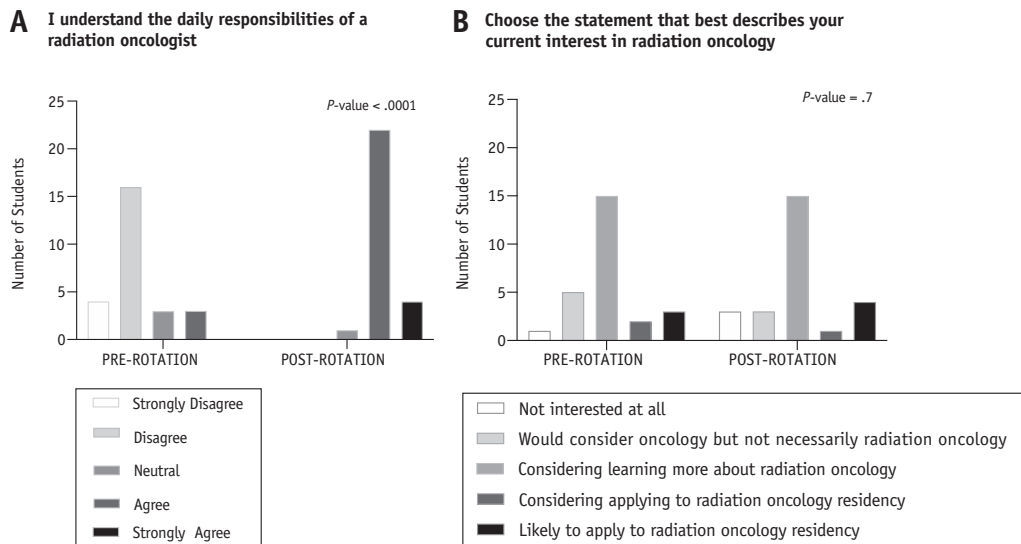 A I understand the daily responsibilities of a
radiation oncologist
P-value < .0001
Number of Students
25
20
15
10
5
0
PRE-ROTATION POST-ROTATION
Strongly Disagree
Disagree
Neutral
Agree
Strongly Agree
B Choose the statement that best describes your
current interest in radiation oncology
P-value = .7
Number of Students
25
20
15
10
5
0
PRE-ROTATION POST-ROTATION
Not interested at all
Would consider oncology but not necessarily radiation oncology
Considering learning more about radiation oncology
Considering applying to radiation oncology residency
Likely to apply to radiation oncology residency